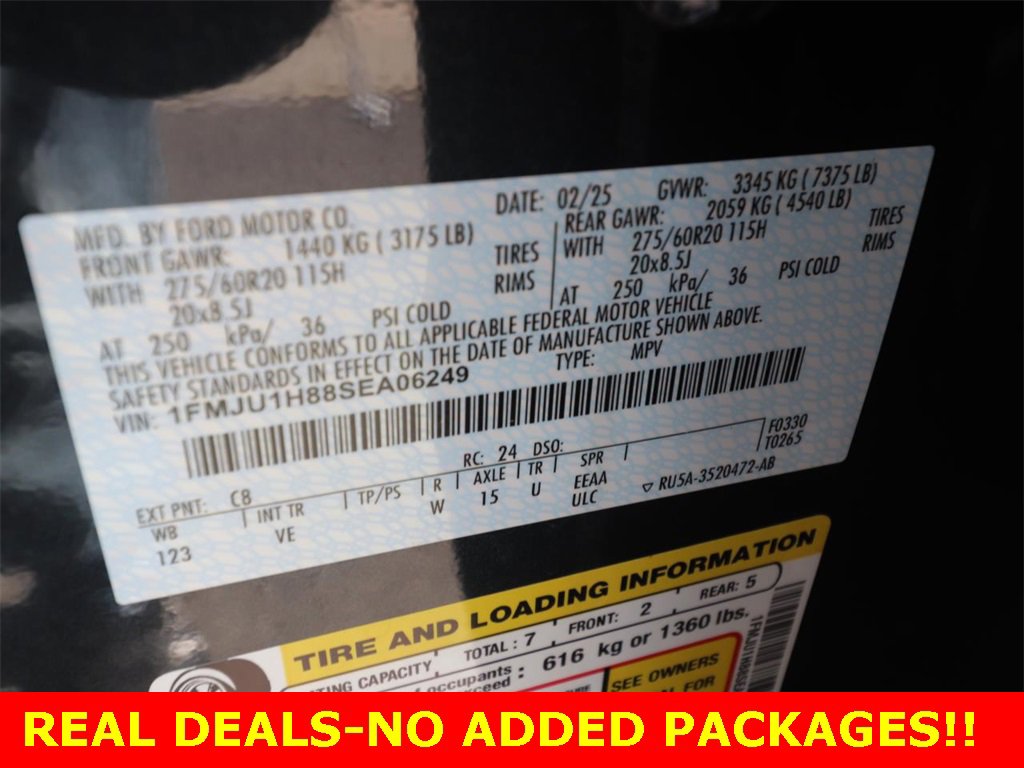 MFD. BY FORD MOTOR CO.
DATE: 02/25 GVWR: 3345 KG ( 7375 LB)
FRONT GAWR: 1440 KG ( 3175 LB)
WITH 275/60R20 115H TIRES
20x8.5J RIMS
AT 250 kPa/ 36 PSI COLD
REAR GAWR: 2059 KG ( 4540 LB)
WITH 275/60R20 115H TIRES
20x8.5J RIMS
AT 250 kPa/ 36 PSI COLD
THIS VEHICLE CONFORMS TO ALL APPLICABLE FEDERAL MOTOR VEHICLE
SAFETY STANDARDS IN EFFECT ON THE DATE OF MANUFACTURE SHOWN ABOVE.
VIN: 1FMJU1H88SEA06249 TYPE: MPV
F0330
T0265
EXT PNT: C8 RC: 24 DSO:
WB INT TR TP/PS R AXLE TR SPR
123 VE W 15 U EEAA
ULC
RU5A-3520472-AB
TIRE AND LOADING INFORMATION
CAPACITY TOTAL : 7 FRONT: 2 REAR: 5
616 kg or 1360 lbs.
SEE OWNERS
FOR
REAL DEALS-NO ADDED PACKAGES!!